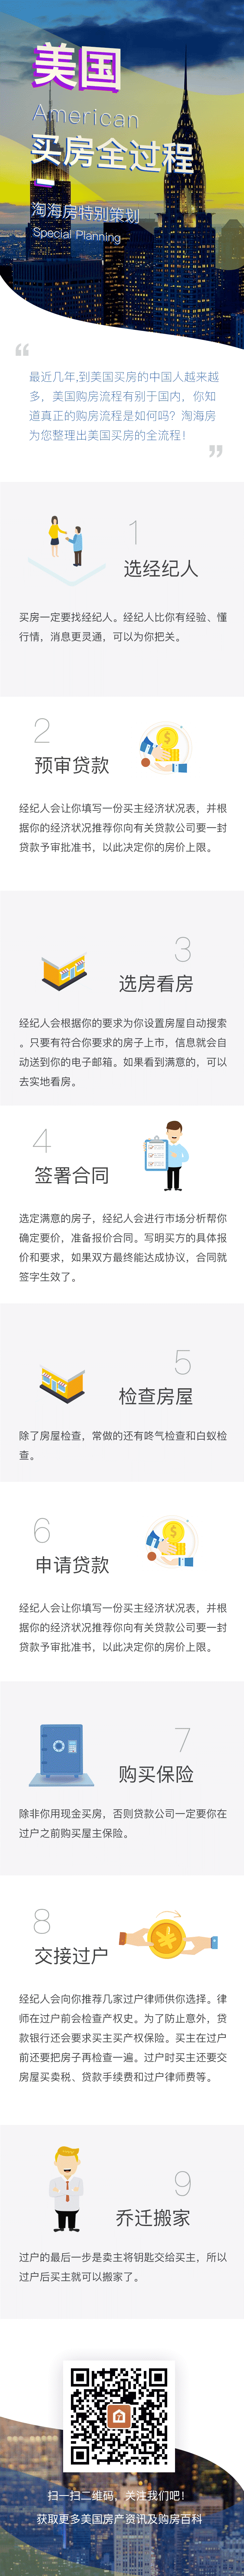 美国
American
买房全过程
淘海房特别策划
Special Planning
最近几年,到美国买房的中国人越来越
多，美国购房流程有别于国内，你知
道真正的购房流程是如何吗？淘海房
为您整理出美国买房的全流程！
1
选经纪人
买房一定要找经纪人。经纪人比你有经验、懂
行情，消息更灵通，可以为你把关。
2
预审贷款
经纪人会让你填写一份买主经济状况表，并根
据你的经济状况推荐你向有关贷款公司要一封
贷款予审批准书，以此决定你的房价上限。
3
选房看房
经纪人会根据你的要求为你设置房屋自动搜索
。只要有符合你要求的房子上市，信息就会自
动送到你的电子邮箱。如果看到满意的，可以
去实地看房。
4
签署合同
选定满意的房子，经纪人会进行市场分析帮你
确定要价，准备报价合同。写明买方的具体报
价和要求，如果双方最终能达成协议，合同就
签字生效了。
5
检查房屋
除了房屋检查，常做的还有咚气检查和白蚁检
查。
6
申请贷款
经纪人会让你填写一份买主经济状况表，并根
据你的经济状况推荐你向有关贷款公司要一封
贷款予审批准书，以此决定你的房价上限。
7
购买保险
除非你用现金买房，否则贷款公司一定要你在
过户之前购买屋主保险。
8
交接过户
经纪人会向你推荐几家过户律师供你选择。律
师在过户前会检查产权史。为了防止意外，贷
款银行还会要求买主买产权保险。买主在过户
前还要把房子再检查一遍。过户时买主还要交
房屋买卖税、贷款手续费和过户律师费等。
9
乔迁搬家
过户的最后一步是卖主将钥匙交给买主，所以
过户后买主就可以搬家了。
扫一扫二维码，关注我们吧！
获取更多美国房产资讯及购房百科